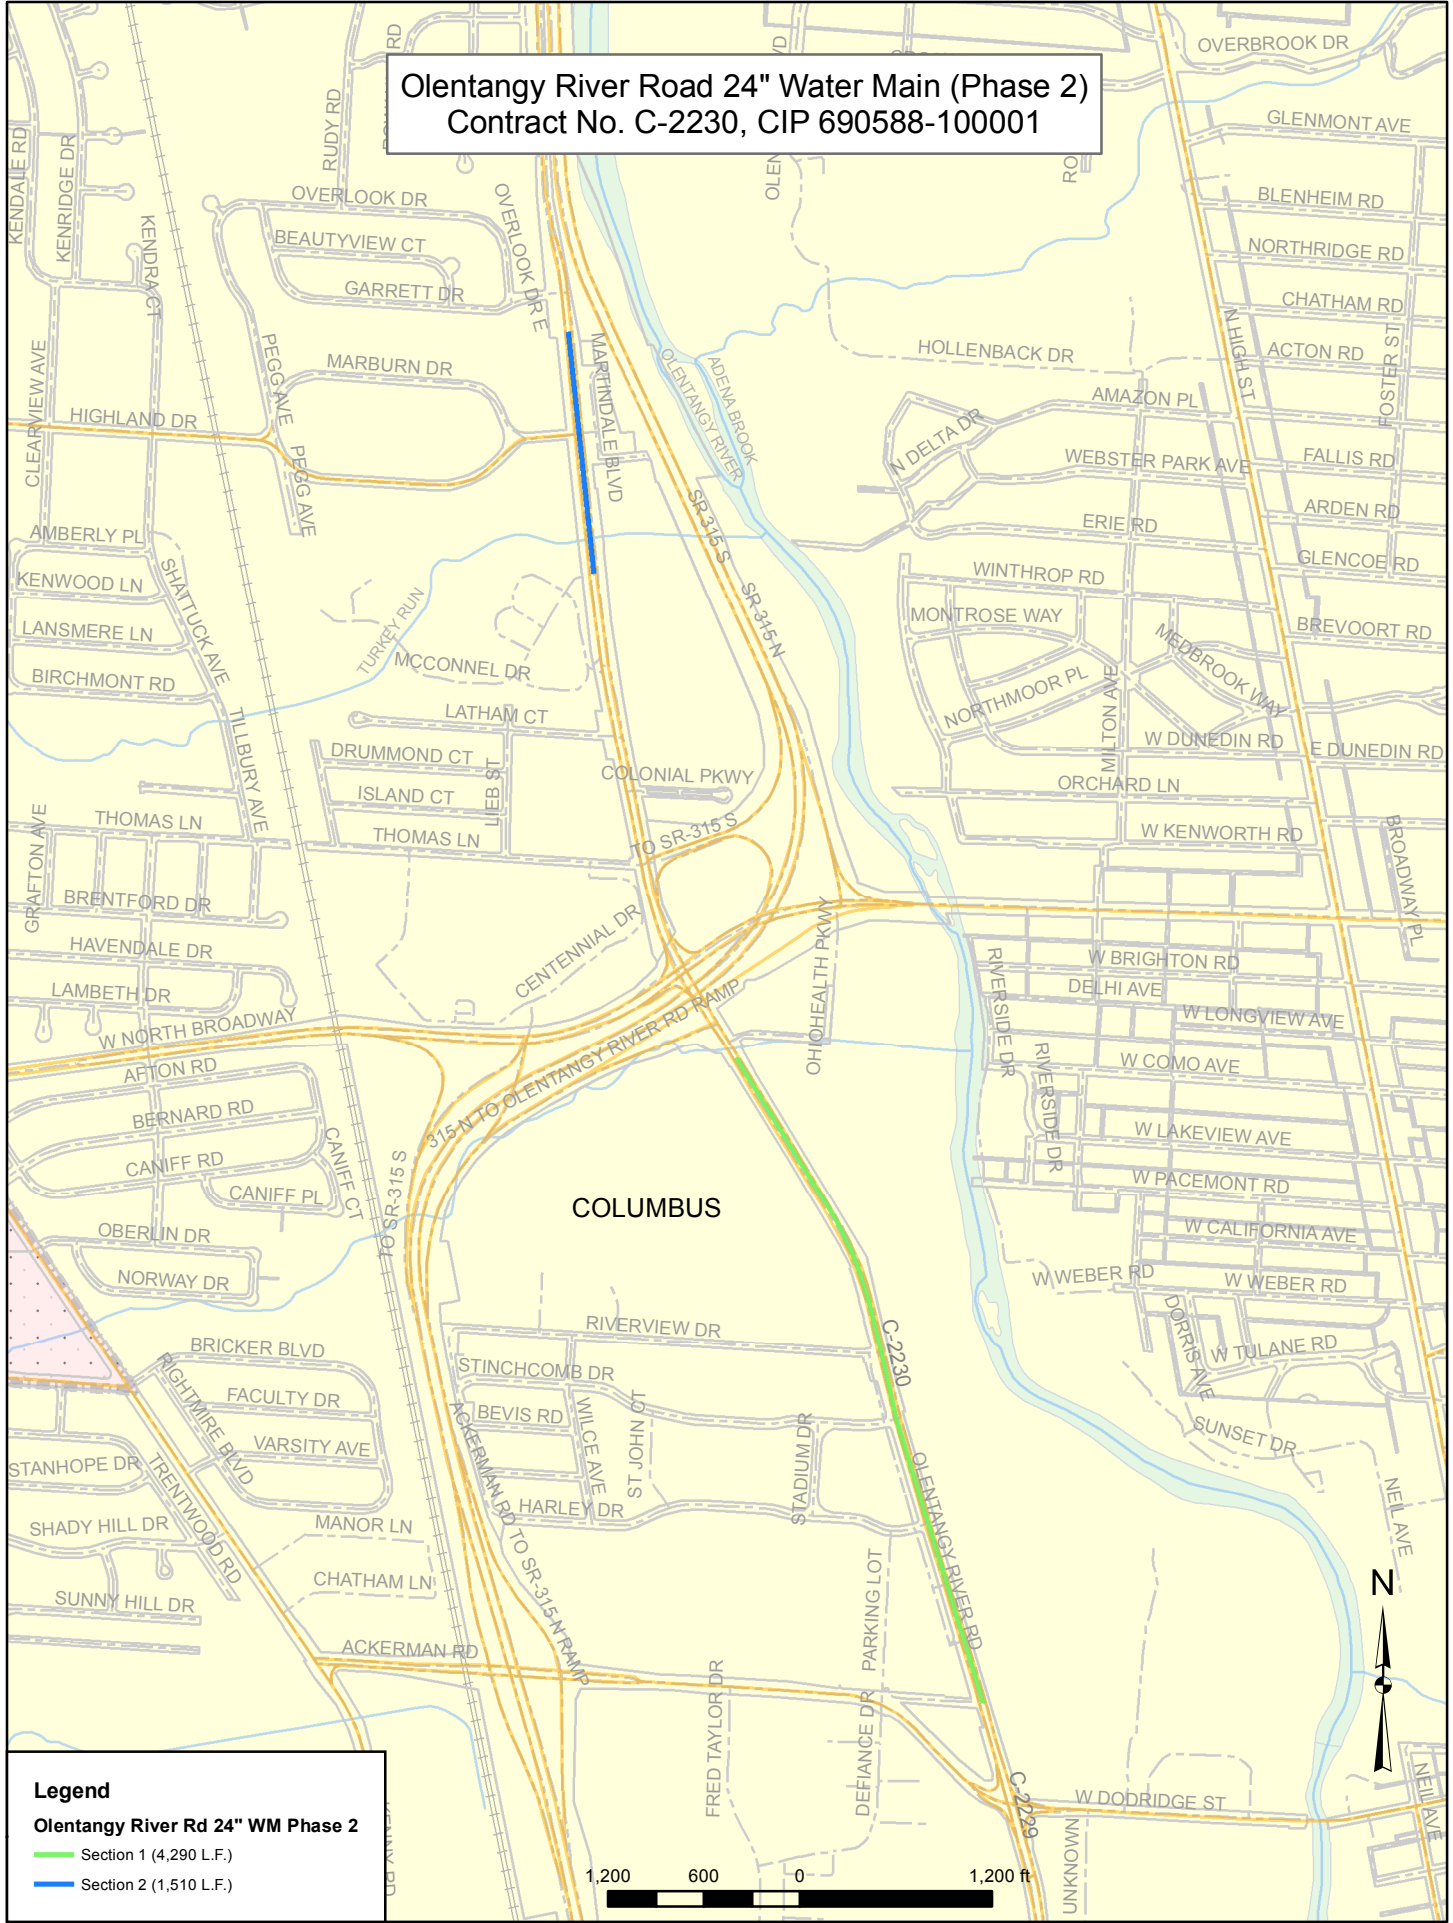 Olentangy River Road 24" Water Main (Phase 2)
Contract No. C-2230, CIP 690588-100001
OVERBROOK DR
GLENMONT AVE
BLENHEIM RD
NORTHRIDGE RD
CHATHAM RD
ACTON RD
FOSTER ST
N HIGH ST
FALLIS RD
ARDEN RD
GLENCOE RD
BREVOORT RD
E DUNEDIN RD
BROADWAY PL
KENDALE RD
KENRIDGE DR
KENDRA CT
RUDY RD
OVERLOOK DR
BEAUTYVIEW CT
GARRETT DR
OVERLOOK DR E
PEGG AVE
MARBURN DR
HIGHLAND DR
CLEARVIEW AVE
PEGG AVE
MARTINDALE BLVD
OLENTANGY RIVER
ADENA BROOK
HOLLENBACK DR
AMAZON PL
N DELTA DR
WEBSTER PARK AVE
ERIE RD
WINTHROP RD
MONTROSE WAY
MEDBROOK WAY
NORTHMOOR PL
MILTON AVE
W DUNEDIN RD
ORCHARD LN
W KENWORTH RD
SR-315 S
SR-315 N
AMBERLY PL
KENWOOD LN
LANSMERE LN
BIRCHMONT RD
SHATTUCK AVE
TILLBURY AVE
TURKEY RUN
MCCONNEL DR
LATHAM CT
DRUMMOND CT
ISLAND CT
LIEB ST
COLONIAL PKWY
THOMAS LN
THOMAS LN
TO SR-315 S
GRAFTON AVE
BRENTFORD DR
HAVENDALE DR
LAMBETH DR
CENTENNIAL DR
W NORTH BROADWAY
315 N TO OLENTANGY RIVER RD RAMP
OHIOHEALTH PKWY
RIVERSIDE DR
W BRIGHTON RD
DELHI AVE
W LONGVIEW AVE
W COMO AVE
RIVERSIDE DR
W LAKEVIEW AVE
W PACEMONT RD
W CALIFORNIA AVE
W WEBER RD
W WEBER RD
DORRIS AVE
W TULANE RD
SUNSET DR
NEIL AVE
AFTON RD
BERNARD RD
CANIFF RD
CANIFF PL
CANIFF CT
TO SR-315 S
OBERLIN DR
NORWAY DR
COLUMBUS
BRICKER BLVD
FACULTY DR
VARSITY AVE
RIGHTMIRE BLVD
STANHOPE DR
TRENTWOOD RD
SHADY HILL DR
MANOR LN
CHATHAM LN
SUNNY HILL DR
ACKERMAN RD
RIVERVIEW DR
STINCHCOMB DR
BEVIS RD
WILCE AVE
ST JOHN CT
STADIUM DR
HARLEY DR
ACKERMAN RD TO SR-315 N RAMP
C-2230
OLENTANGY RIVER RD
PARKING LOT
DEFIANCE DR
FRED TAYLOR DR
C-2229
W DODRIDGE ST
UNKNOWN
NEIL AVE
N
Legend
Olentangy River Rd 24" WM Phase 2
Section 1 (4,290 L.F.)
Section 2 (1,510 L.F.)
1,200 600 0 1,200 ft